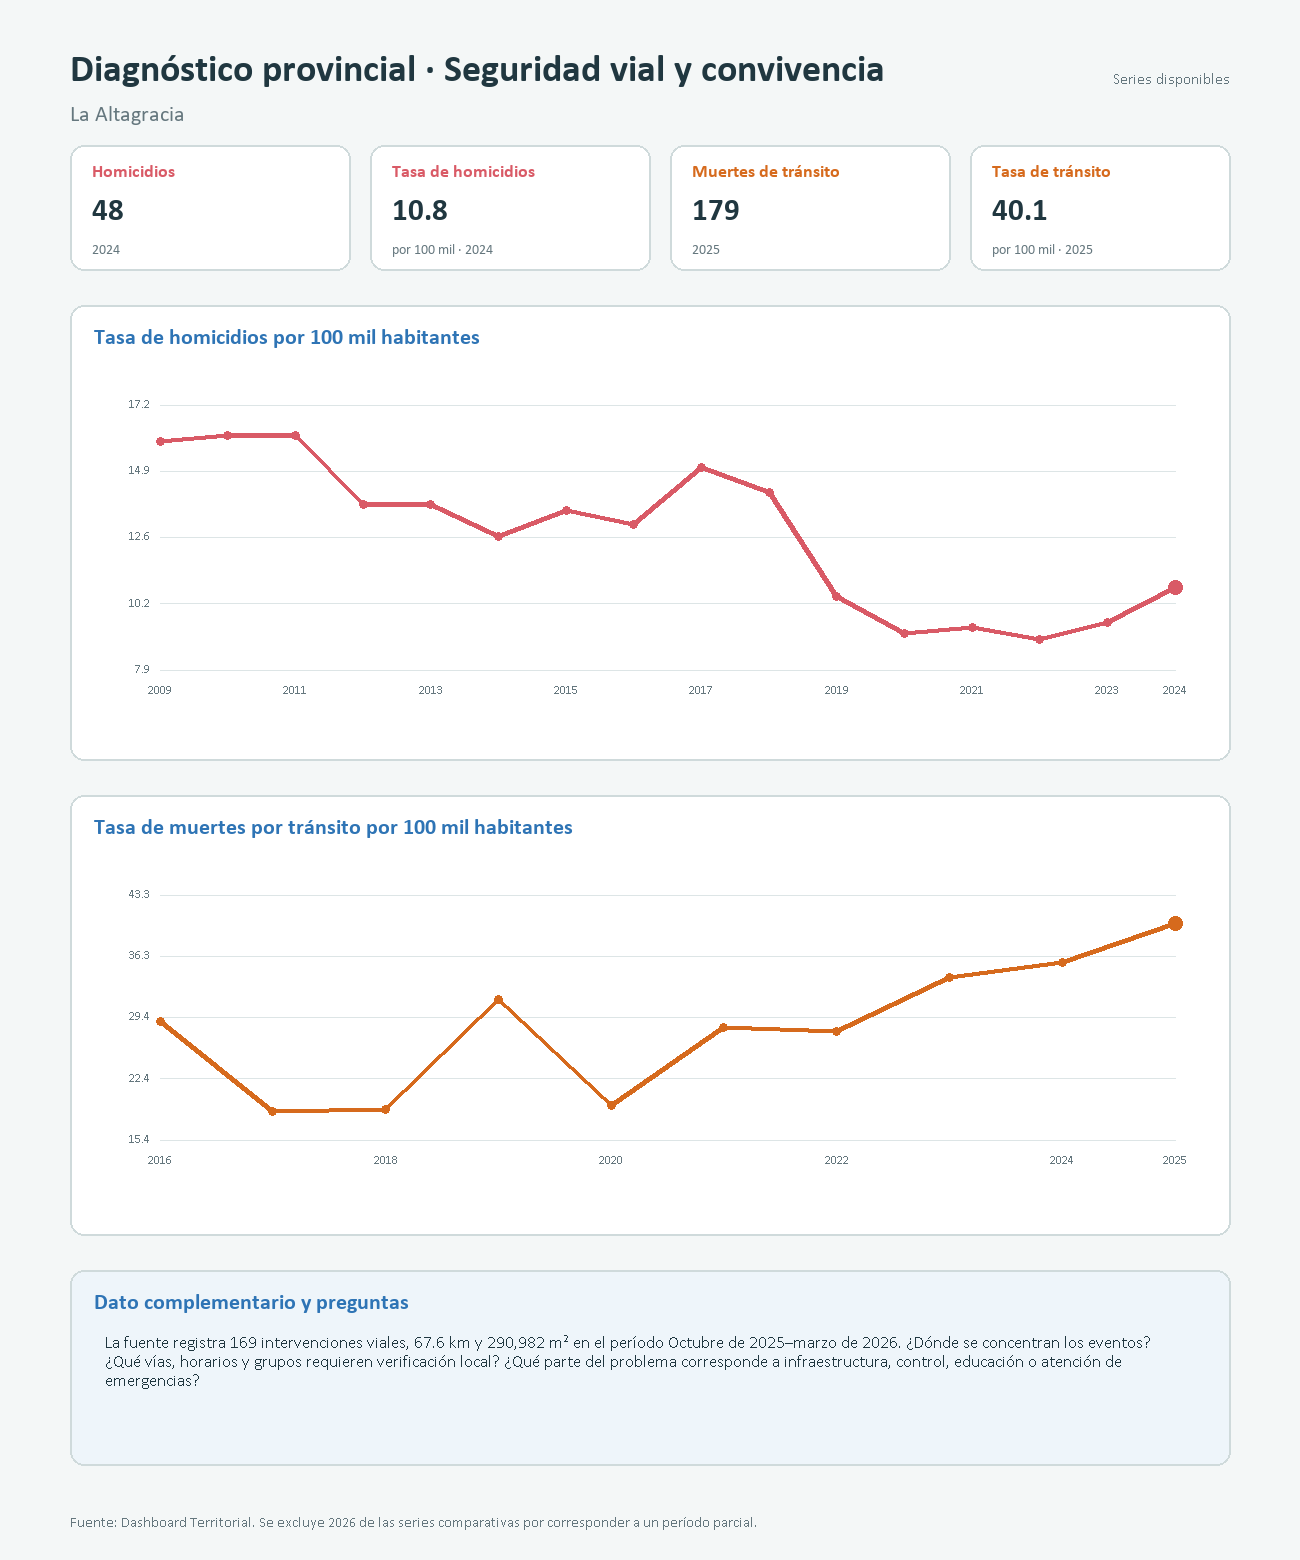 Diagnóstico provincial · Seguridad vial y convivencia
Series disponibles
La Altagracia
Homicidios
48
2024
Tasa de homicidios
10.8
por 100 mil · 2024
Muertes de tránsito
179
2025
Tasa de tránsito
40.1
por 100 mil · 2025
Tasa de homicidios por 100 mil habitantes
17.2
14.9
12.6
10.2
7.9
2009 2011 2013 2015 2017 2019 2021 2023 2024
Tasa de muertes por tránsito por 100 mil habitantes
43.3
36.3
29.4
22.4
15.4
2016 2018 2020 2022 2024 2025
Dato complementario y preguntas
La fuente registra 169 intervenciones viales, 67.6 km y 290,982 m² en el período Octubre de 2025–marzo de 2026. ¿Dónde se concentran los eventos?
¿Qué vías, horarios y grupos requieren verificación local? ¿Qué parte del problema corresponde a infraestructura, control, educación o atención de
emergencias?
Fuente: Dashboard Territorial. Se excluye 2026 de las series comparativas por corresponder a un período parcial.